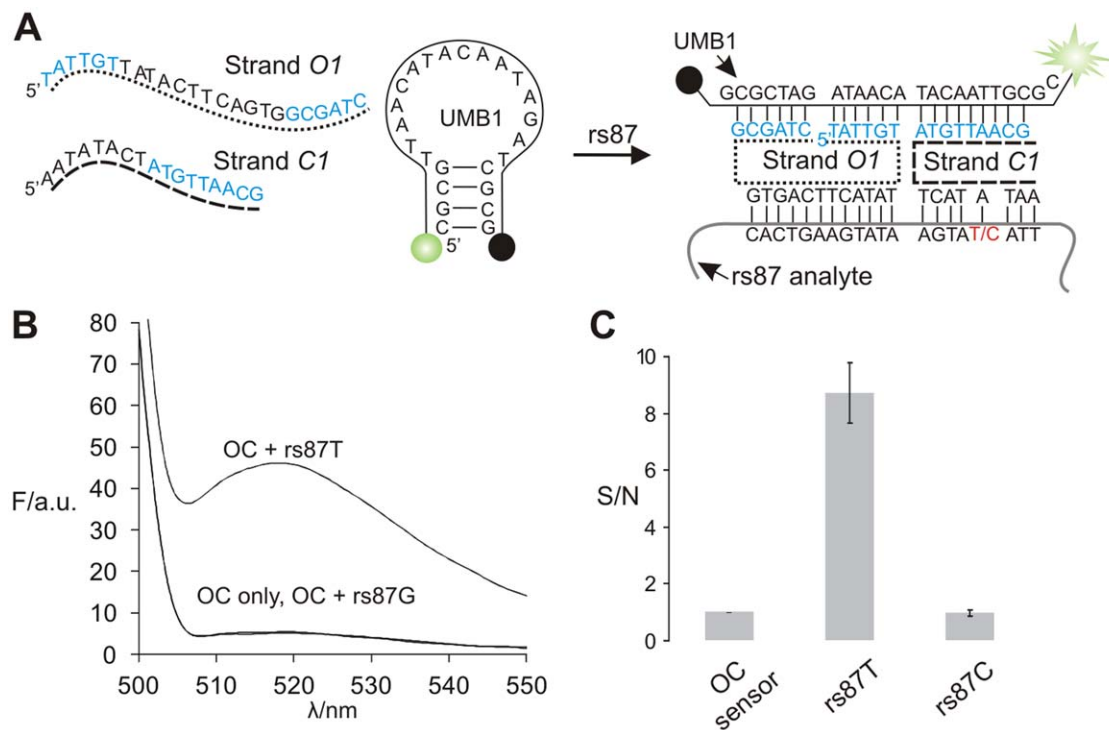 A
5'TATTGTTATACTTCAGTGGCGATC
Strand O1
5'AATATACTATGTTAACG
Strand C1
CGCGTTAACATACAATAGATCGCG
UMB1
5'
rs87
UMB1
GCGCTAG ATAACA TACAATTGCGC
GCGATC 5'TATTGT ATGTTAACG
Strand O1
Strand C1
GTGACTTCATAT TCAT A TAA
CACTGAAGTATA AGTAT/C ATT
rs87 analyte
B
F/a.u.
80
70
60
50
40
30
20
10
0
OC + rs87T
OC only, OC + rs87G
500 510 520 530 540 550
λ/nm
C
S/N
10
8
6
4
2
0
OC sensor
rs87T
rs87C